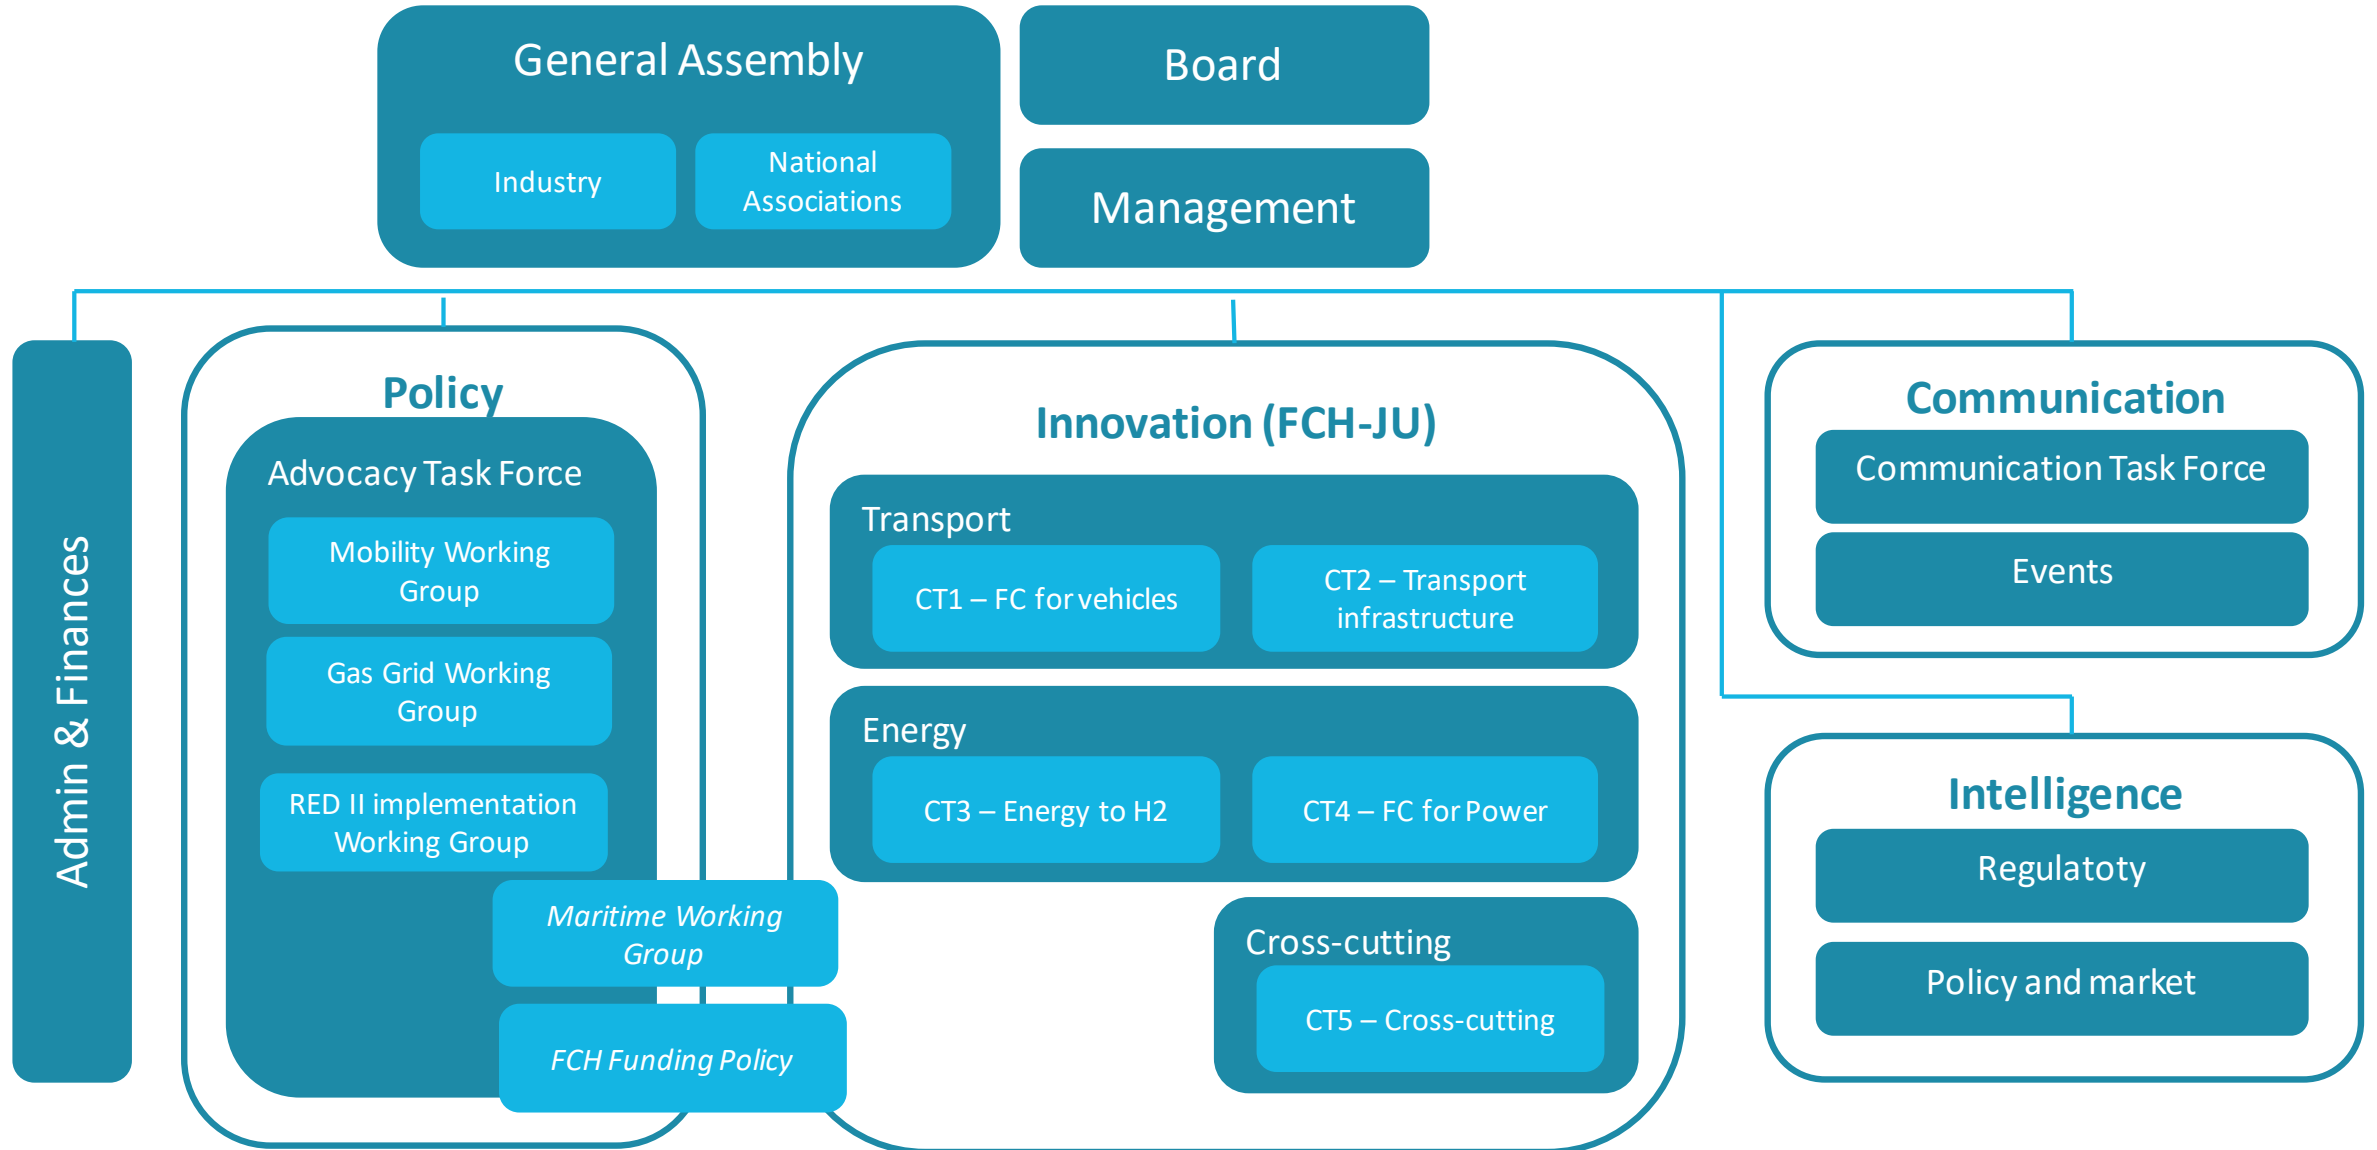 General Assembly
Industry
National
Associations
Board
Management
Admin & Finances
Policy
Advocacy Task Force
Mobility Working
Group
Gas Grid Working
Group
RED II implementation
Working Group
Maritime Working
Group
FCH Funding Policy
Innovation (FCH-JU)
Transport
CT1 – FC for vehicles
CT2 – Transport
infrastructure
Energy
CT3 – Energy to H2
CT4 – FC for Power
Cross-cutting
CT5 – Cross-cutting
Communication
Communication Task Force
Events
Intelligence
Regulatoty
Policy and market